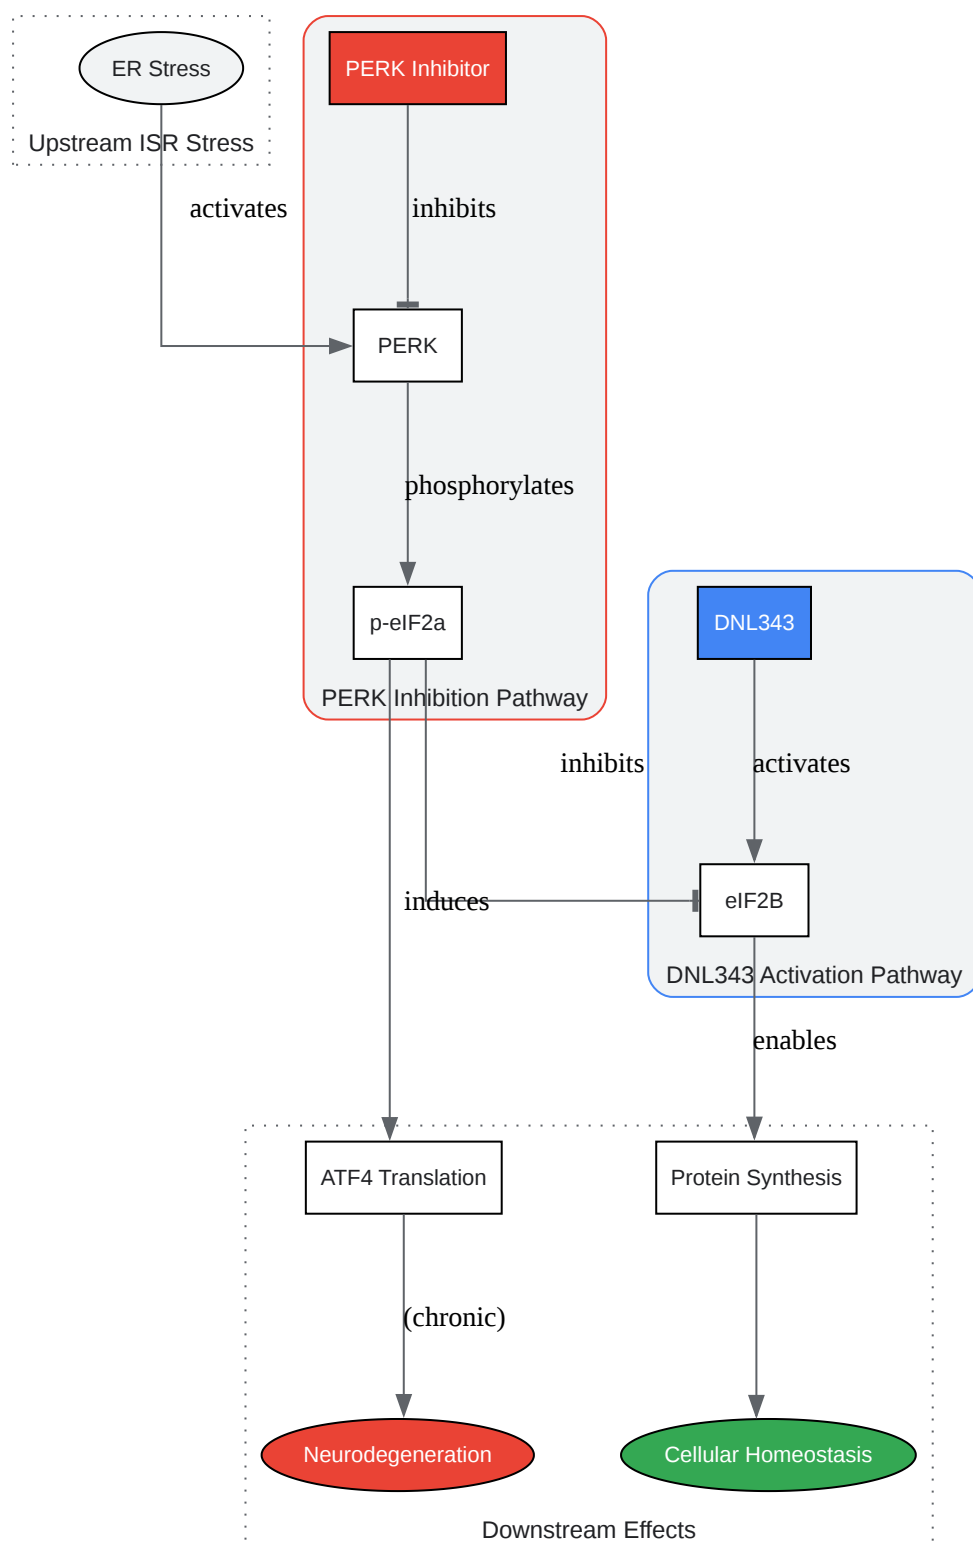 ER Stress
PERK Inhibitor
Upstream ISR Stress
activates
inhibits
PERK
phosphorylates
p-eIF2a
DNL343
PERK Inhibition Pathway
inhibits
activates
induces
eIF2B
DNL343 Activation Pathway
enables
ATF4 Translation
Protein Synthesis
(chronic)
Neurodegeneration
Cellular Homeostasis
Downstream Effects